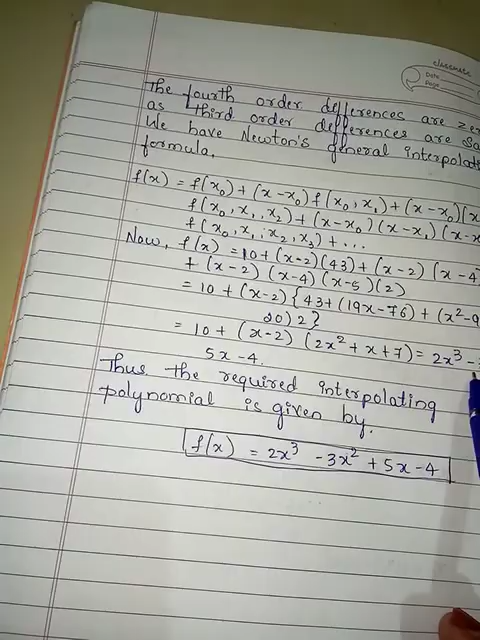 classmate
Date
Page
The fourth order differences are zer
as third order differences are sa
We have Newton's general interpolat
formula,
f(x) = f(x₀) + (x-x₀) f(x₀, x₁) + (x-x₀)(x
f(x₀, x₁, x₂) + (x-x₀) (x-x₁) (x-x
f(x₀, x₁, x₂, x₃) + ...
Now, f(x) = 10 + (x-2)(43) + (x-2) (x-4)
+ (x-2) (x-4) (x-5) (2)
= 10 + (x-2) {43 + (19x-76) + (x²-9
20) 2}
= 10 + (x-2) (2x² + x + 7) = 2x³ -
5x - 4.
Thus the required interpolating
polynomial is given by.
f(x) = 2x³ - 3x² + 5x - 4